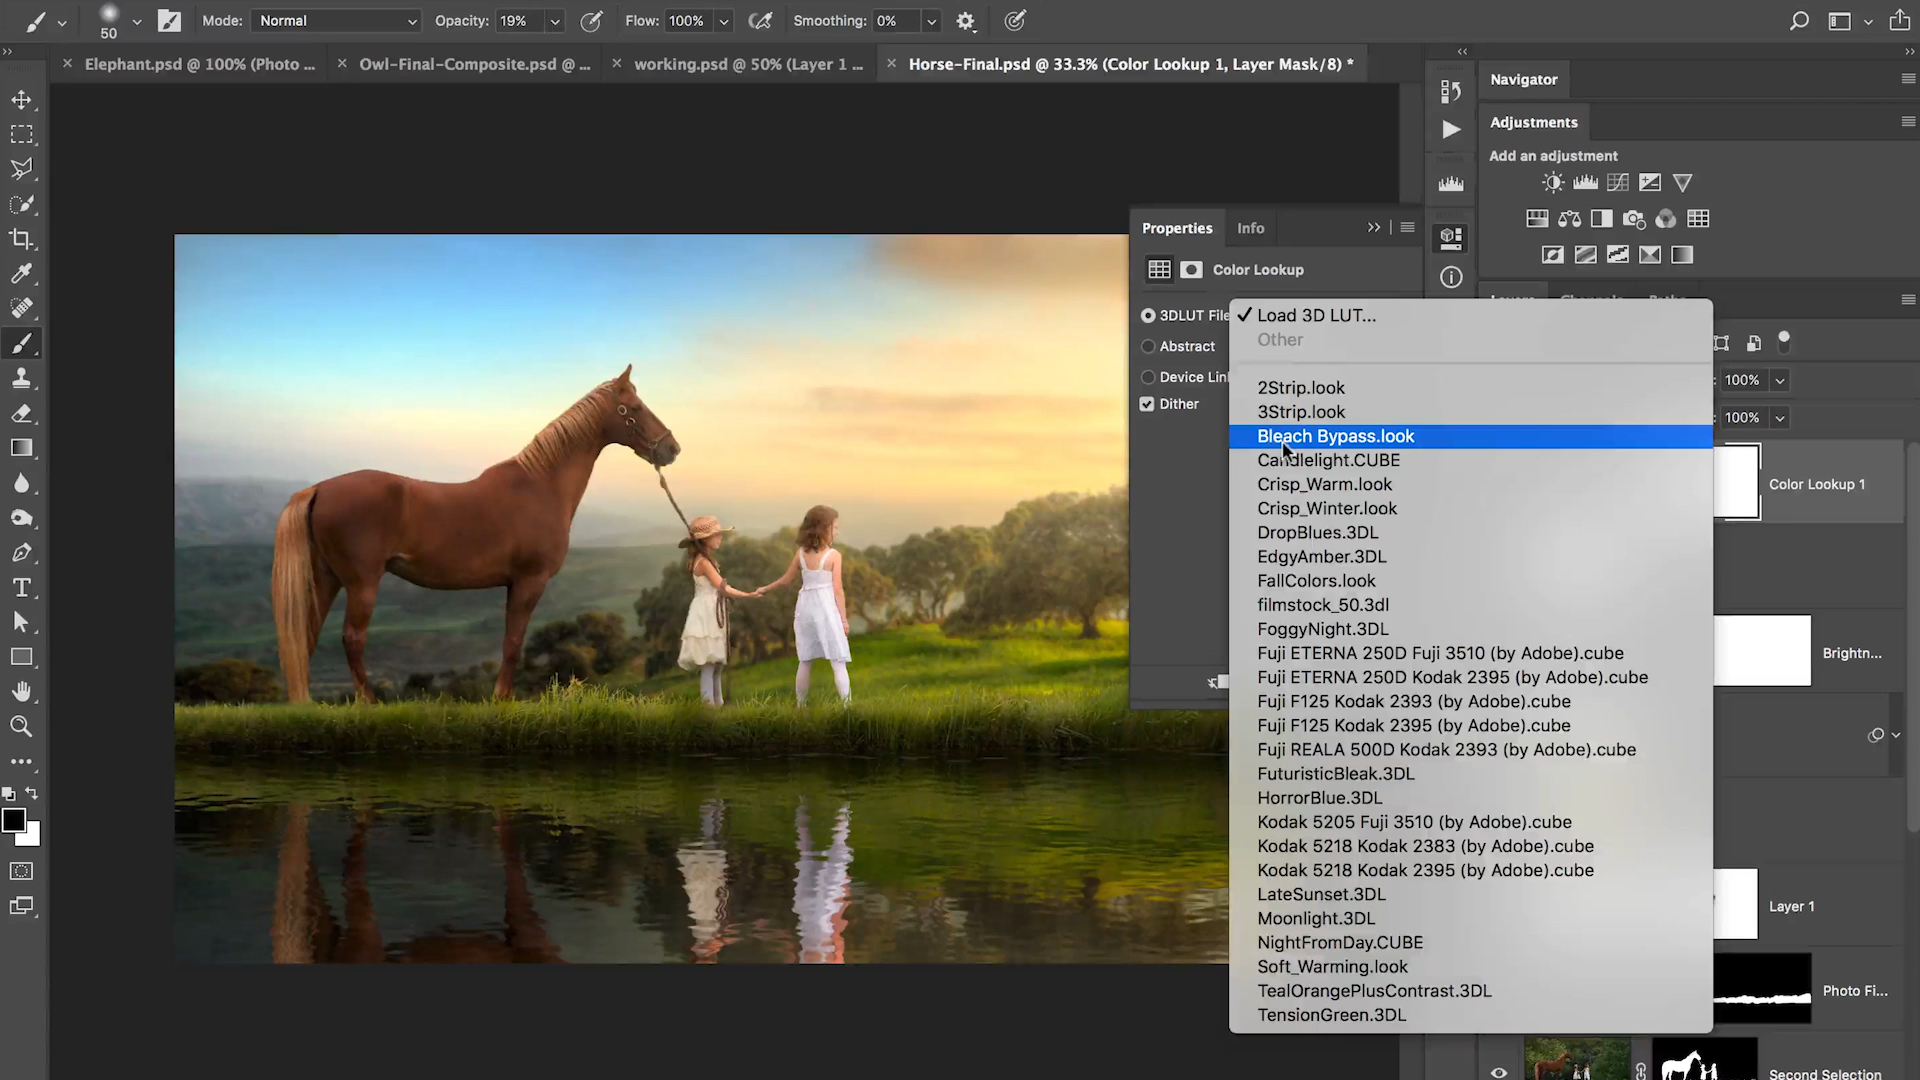 50
Mode: Normal Opacity: 19% Flow: 100% Smoothing: 0%
Elephant.psd @ 100% (Photo ...
Owl-Final-Composite.psd @ ...
working.psd @ 50% (Layer 1 ...
Horse-Final.psd @ 33.3% (Color Lookup 1, Layer Mask/8) *
Navigator
Adjustments
Add an adjustment
Properties Info
Color Lookup
3DLUT File
Abstract
Device Link
Dither
Load 3D LUT...
Other
2Strip.look
3Strip.look
Bleach Bypass.look
Candlelight.CUBE
Crisp_Warm.look
Crisp_Winter.look
DropBlues.3DL
EdgyAmber.3DL
FallColors.look
filmstock_50.3dl
FoggyNight.3DL
Fuji ETERNA 250D Fuji 3510 (by Adobe).cube
Fuji ETERNA 250D Kodak 2395 (by Adobe).cube
Fuji F125 Kodak 2393 (by Adobe).cube
Fuji F125 Kodak 2395 (by Adobe).cube
Fuji REALA 500D Kodak 2393 (by Adobe).cube
FuturisticBleak.3DL
HorrorBlue.3DL
Kodak 5205 Fuji 3510 (by Adobe).cube
Kodak 5218 Kodak 2383 (by Adobe).cube
Kodak 5218 Kodak 2395 (by Adobe).cube
LateSunset.3DL
Moonlight.3DL
NightFromDay.CUBE
Soft_Warming.look
TealOrangePlusContrast.3DL
TensionGreen.3DL
Layers Channels Paths
: 100%
: 100%
Color Lookup 1
Brightn...
Layer 1
Photo Fi...
Second Selection